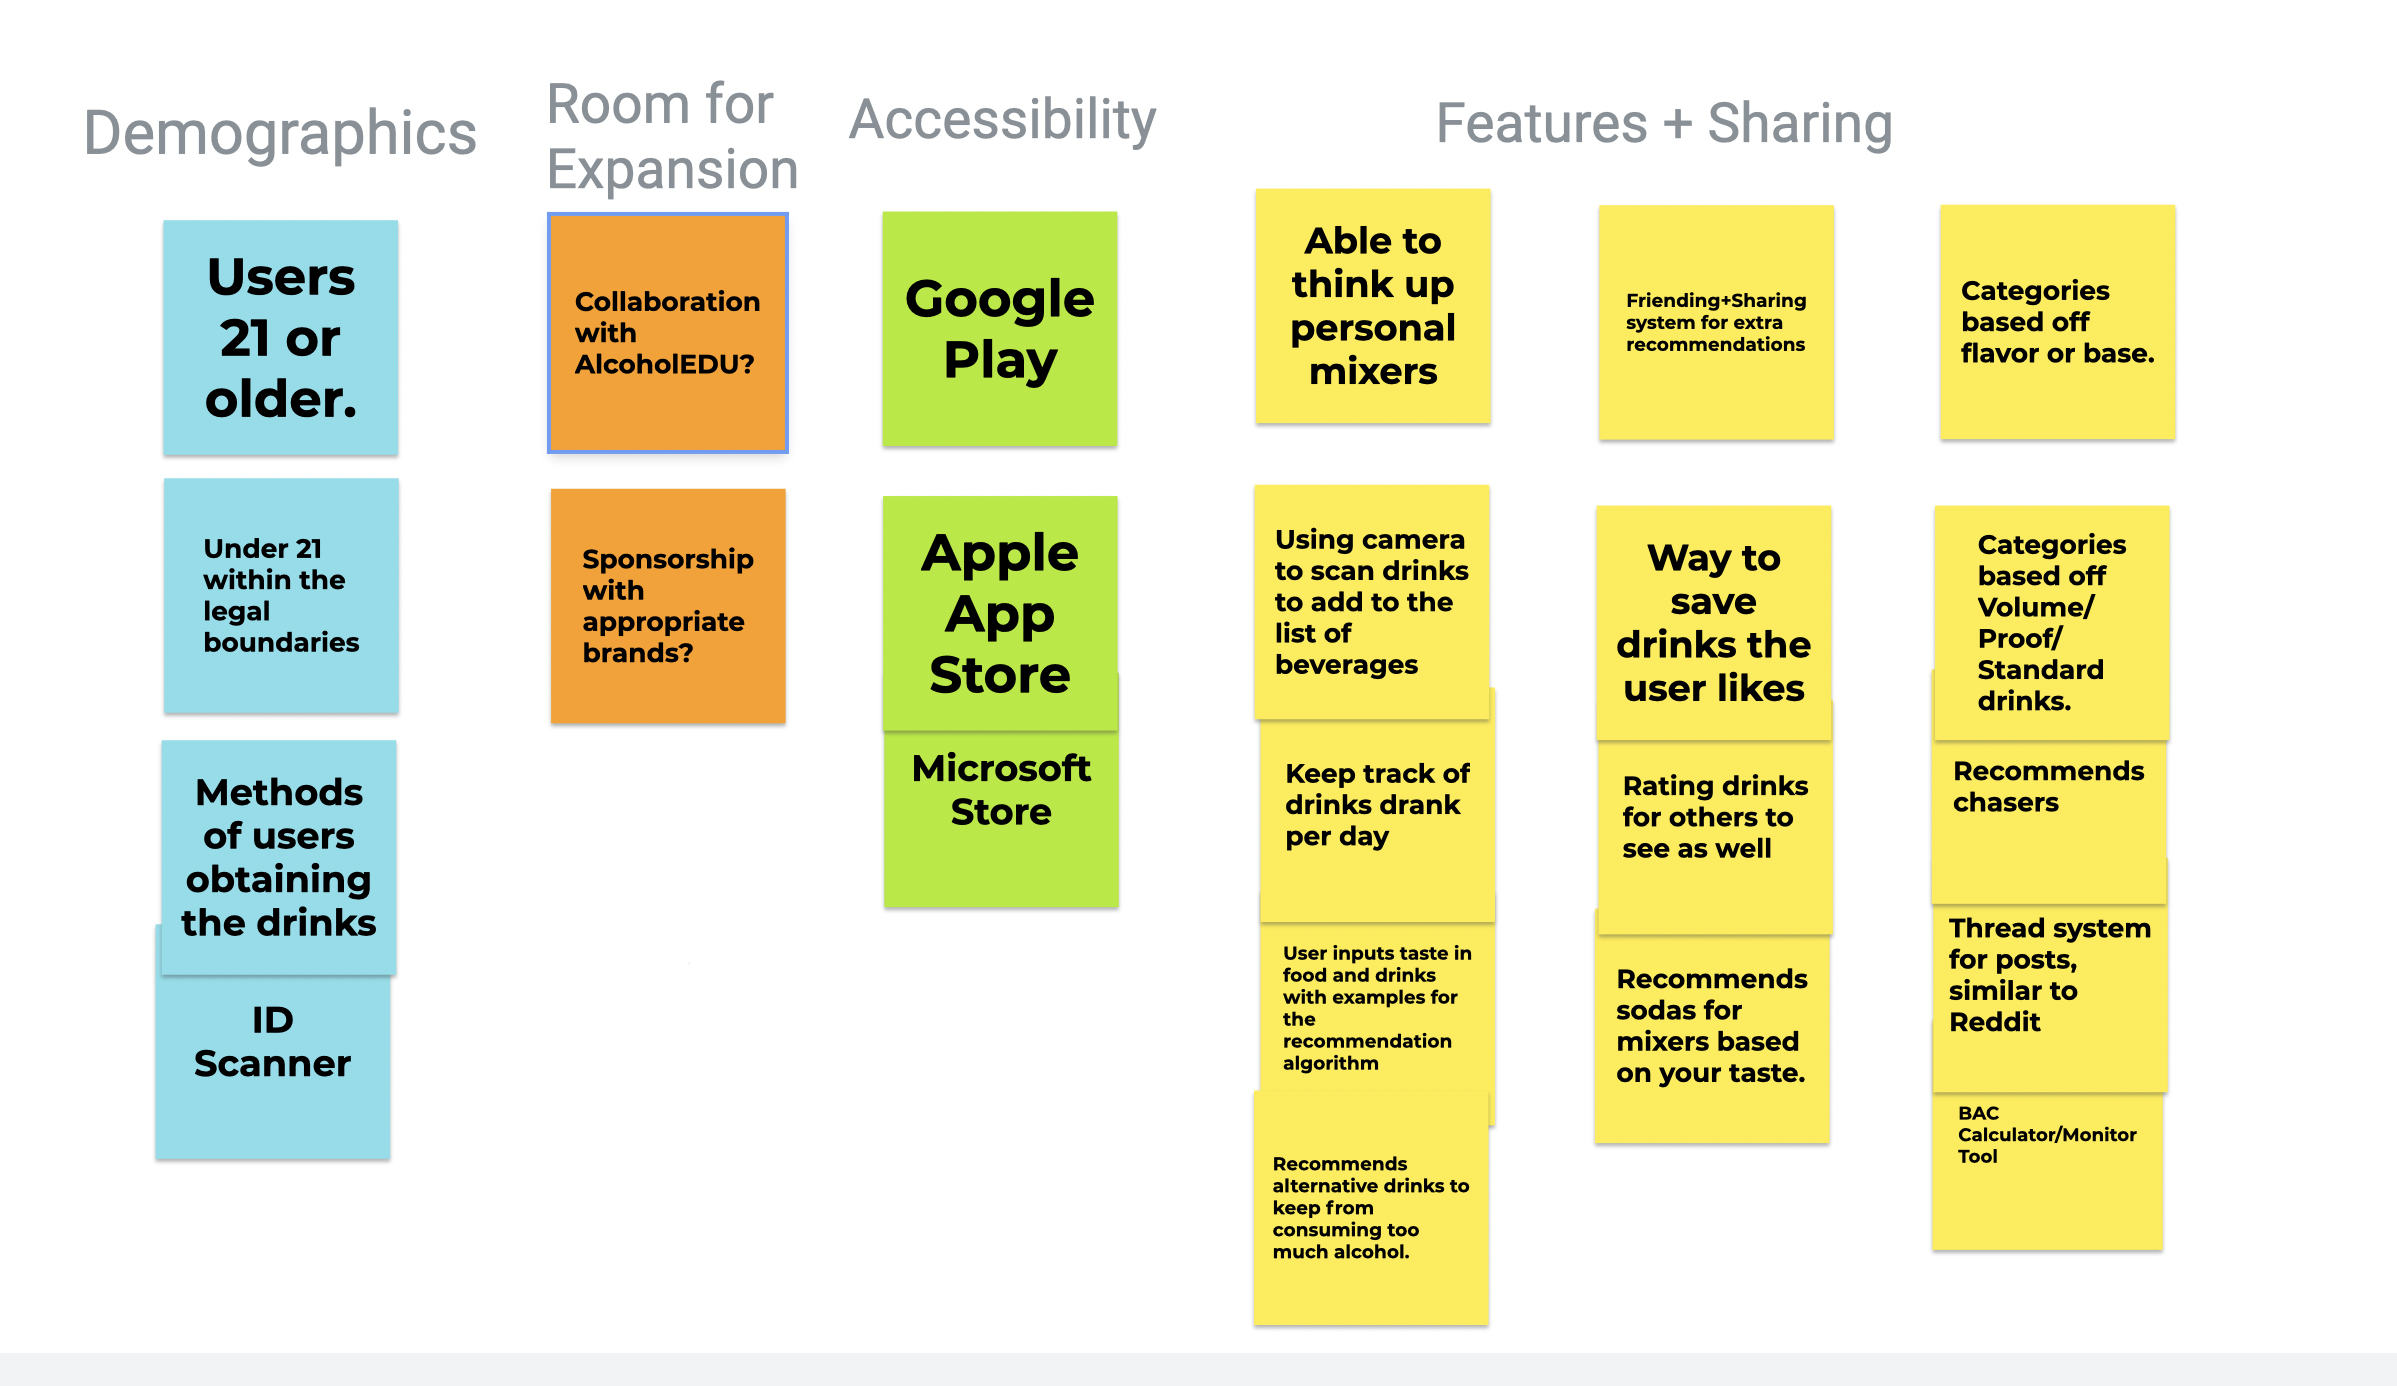 Demographics
Users
21 or
older.
Under 21
within the
legal
boundaries
Methods
of users
obtaining
the drinks
ID
Scanner
Room for
Expansion
Collaboration
with
AlcoholEDU?
Sponsorship
with
appropriate
brands?
Accessibility
Google
Play
Apple
App
Store
Microsoft
Store
Features + Sharing
Able to
think up
personal
mixers
Using camera
to scan drinks
to add to the
list of
beverages
Keep track of
drinks drank
per day
User inputs taste in
food and drinks
with examples for
the
recommendation
algorithm
Recommends
alternative drinks to
keep from
consuming too
much alcohol.
Friending+Sharing
system for extra
recommendations
Way to
save
drinks the
user likes
Rating drinks
for others to
see as well
Recommends
sodas for
mixers based
on your taste.
Categories
based off
flavor or base.
Categories
based off
Volume/
Proof/
Standard
drinks.
Recommends
chasers
Thread system
for posts,
similar to
Reddit
BAC
Calculator/Monitor
Tool